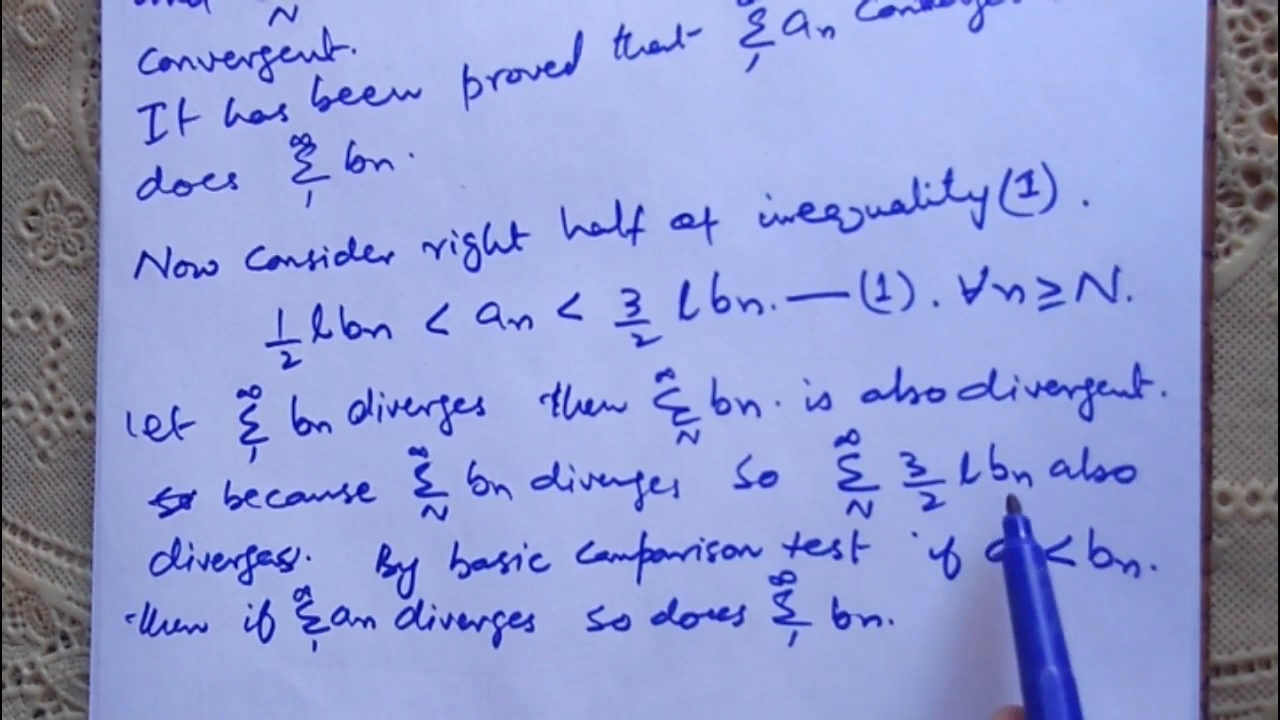 N
Convergent.
It has been proved that ∞Σ1 an
does ∞Σ1 bn.
Now Consider right half of inequality (1).
1/2 l bn < an < 3/2 l bn. — (1). ∀n ≥ N.
Let ∞Σ1 bn diverges then ∞ΣN bn. is also divergent.
because ∞ΣN bn diverges So ∞ΣN 3/2 l bn also
diverges. By basic Comparison test if < bn.
then if ∞Σ1 an diverges so does ∞Σ1 bn.